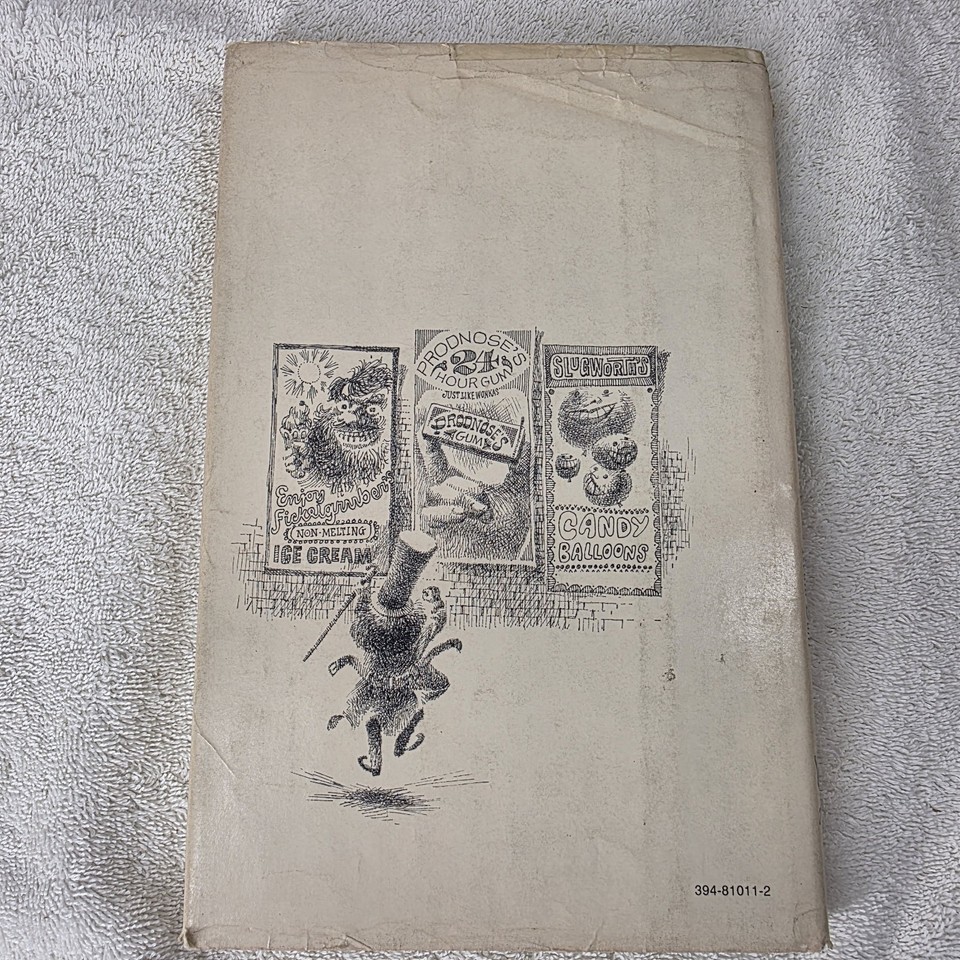 Enjoy
Fickelgruber's
NON-MELTING
ICE CREAM
PRODNOSE'S
24
HOUR GUM
JUST LIKE WONKAS
PRODNOSE'S
GUM
SLUGWORTH'S
CANDY
BALLOONS
394-81011-2